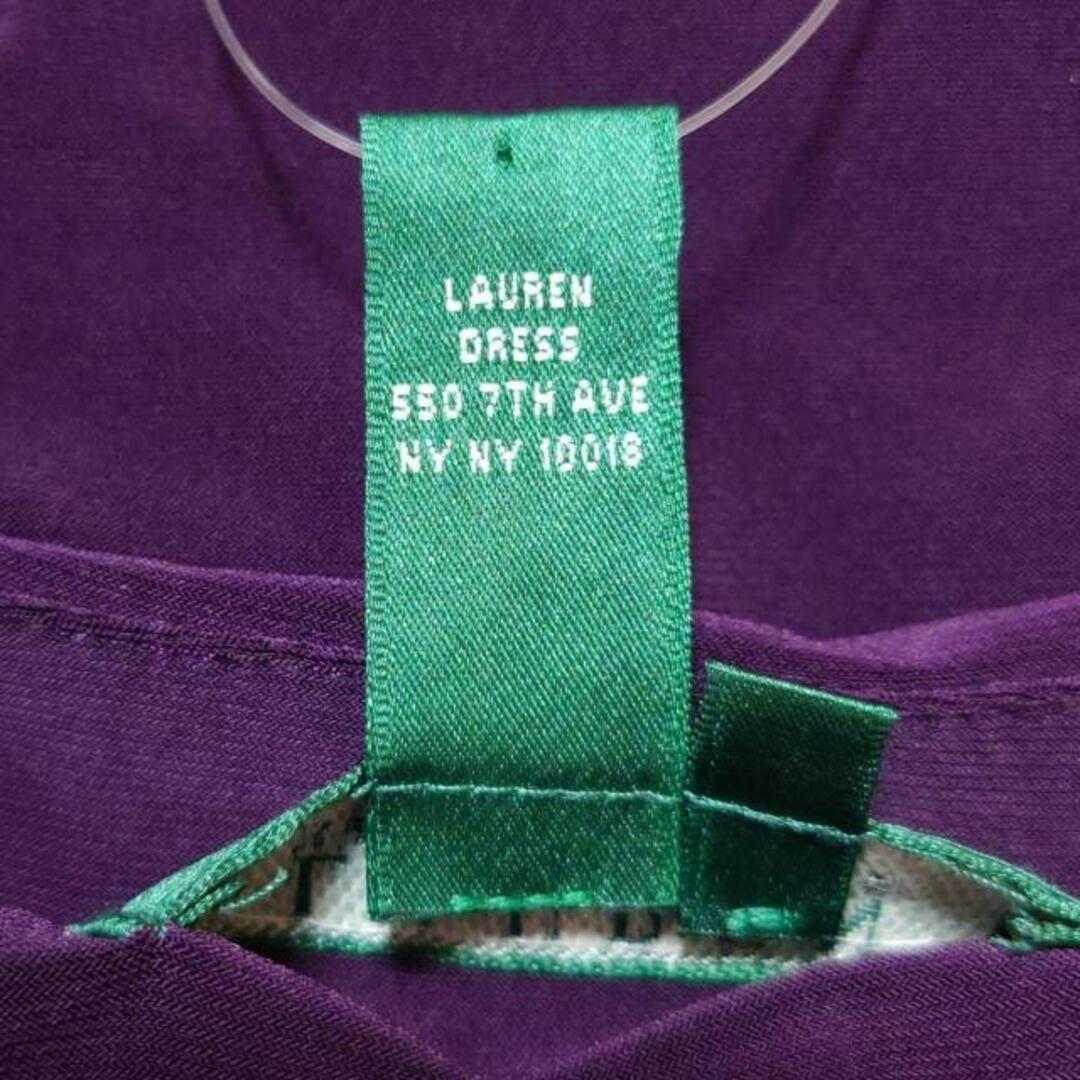 LAUREN
DRESS
550 7TH AVE
NY NY 10018